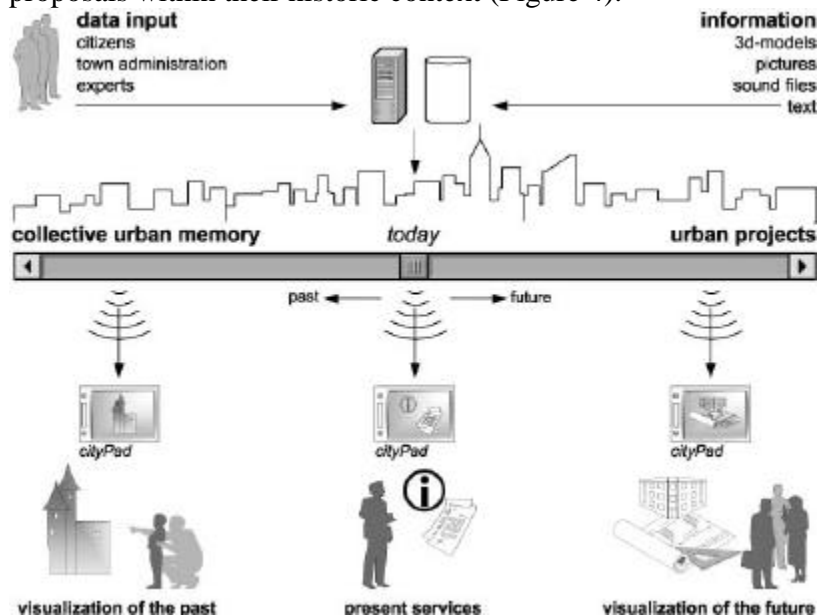 proposals within their historic context (Figure 4).
data input
citizens
town administration
experts
information
3d-models
pictures
sound files
text
collective urban memory
today
urban projects
past
future
cityPad
cityPad
cityPad
visualization of the past
present services
visualization of the future